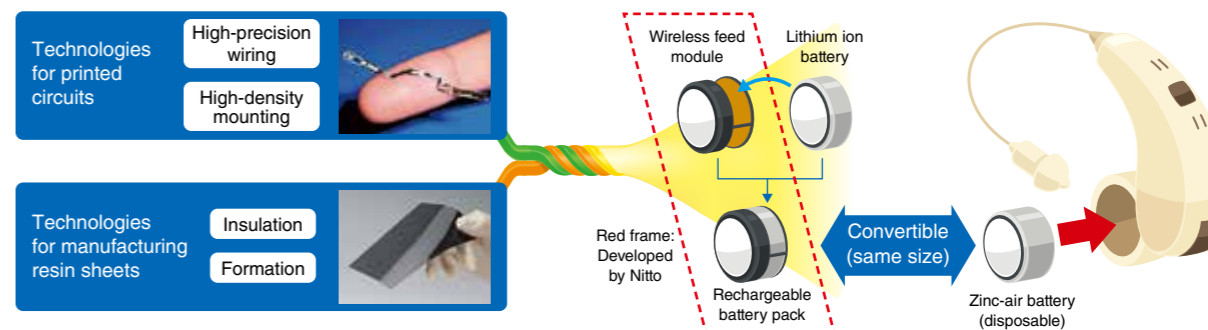 Technologies
for printed
circuits
High-precision
wiring
High-density
mounting
Technologies
for manufacturing
resin sheets
Insulation
Formation
Wireless feed
module
Lithium ion
battery
Red frame:
Developed
by Nitto
Rechargeable
battery pack
Convertible
(same size)
Zinc-air battery
(disposable)